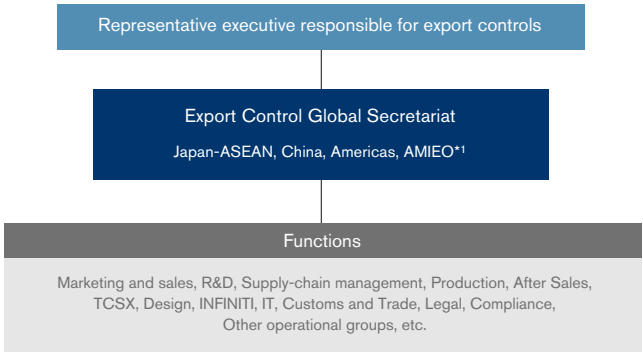 Representative executive responsible for export controls
Export Control Global Secretariat
Japan-ASEAN, China, Americas, AMIEO*1
Functions
Marketing and sales, R&D, Supply-chain management, Production, After Sales,
TCSX, Design, INFINITI, IT, Customs and Trade, Legal, Compliance,
Other operational groups, etc.